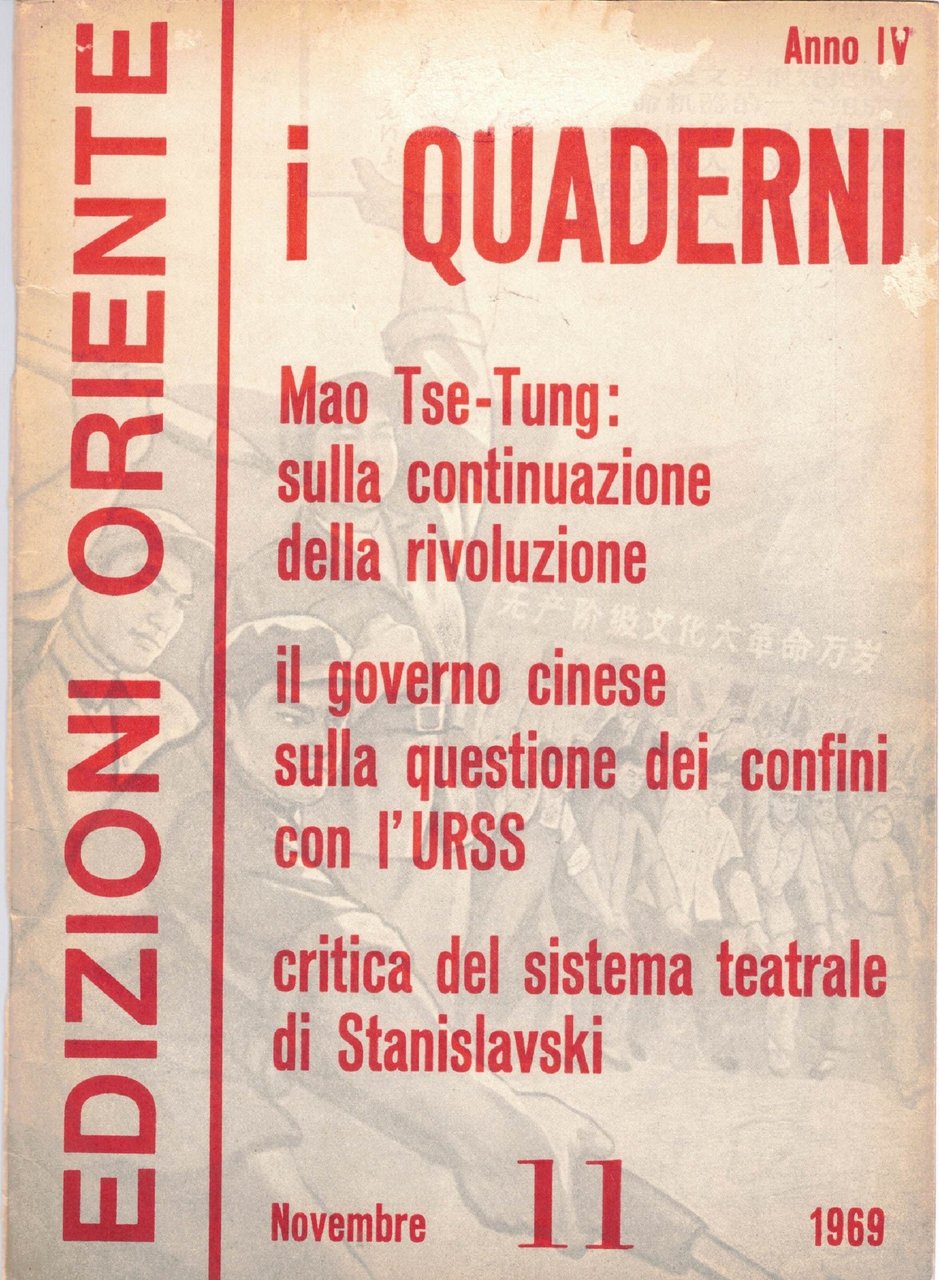 EDIZIONI ORIENTE
Anno IV
i QUADERNI
Mao Tse-Tung:
sulla continuazione
della rivoluzione
无产阶级文化大革命万岁
il governo cinese
sulla questione dei confini
con l'URSS
critica del sistema teatrale
di Stanislavski
Novembre 11 1969